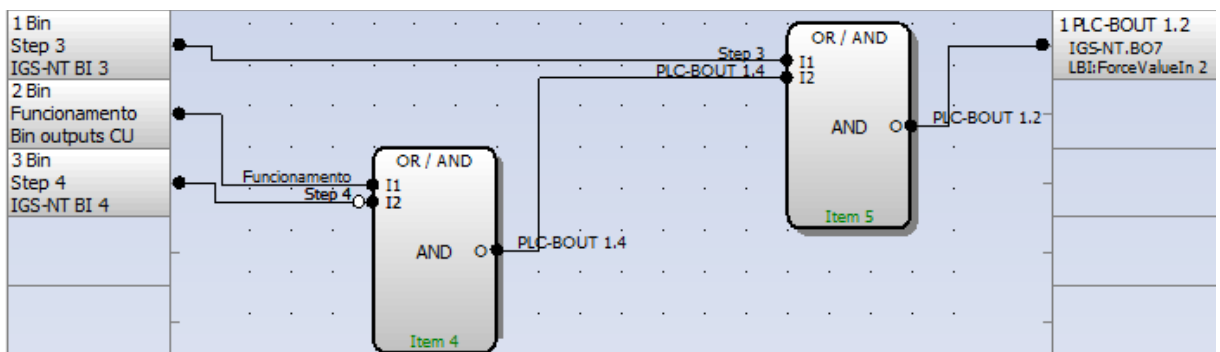 1 Bin
Step 3
IGS-NT BI 3
2 Bin
Funcionamento
Bin outputs CU
3 Bin
Step 4
IGS-NT BI 4
Funcionamento
Step 4
OR / AND
I1
I2
AND
O
Item 4
PLC-BOUT 1.4
Step 3
PLC-BOUT 1.4
OR / AND
I1
I2
AND
O
Item 5
PLC-BOUT 1.2
1 PLC-BOUT 1.2
IGS-NT.BO7
LBI:ForceValueIn 2